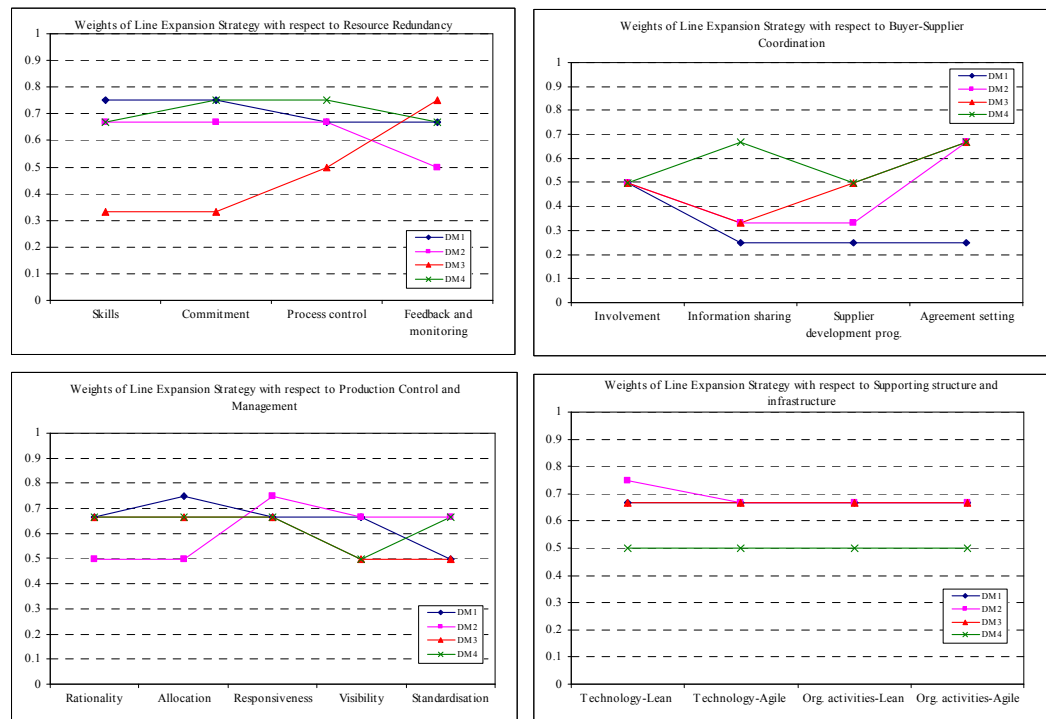 Weights of Line Expansion Strategy with respect to Resource Redundancy
1
0.9
0.8
0.7
0.6
0.5
0.4
0.3
0.2
0.1
0
DM1
DM2
DM3
DM4
Skills
Commitment
Process control
Feedback and
monitoring
Weights of Line Expansion Strategy with respect to Buyer-Supplier
Coordination
1
0.9
0.8
0.7
0.6
0.5
0.4
0.3
0.2
0.1
0
DM1
DM2
DM3
DM4
Involvement
Information sharing
Supplier
development prog.
Agreement setting
Weights of Line Expansion Strategy with respect to Production Control and
Management
1
0.9
0.8
0.7
0.6
0.5
0.4
0.3
0.2
0.1
0
DM1
DM2
DM3
DM4
Rationality
Allocation
Responsiveness
Visibility
Standardisation
Weights of Line Expansion Strategy with respect to Supporting structure and
infrastructure
1
0.9
0.8
0.7
0.6
0.5
0.4
0.3
0.2
0.1
0
DM1
DM2
DM3
DM4
Technology-Lean
Technology-Agile
Org. activities-Lean
Org. activities-Agile